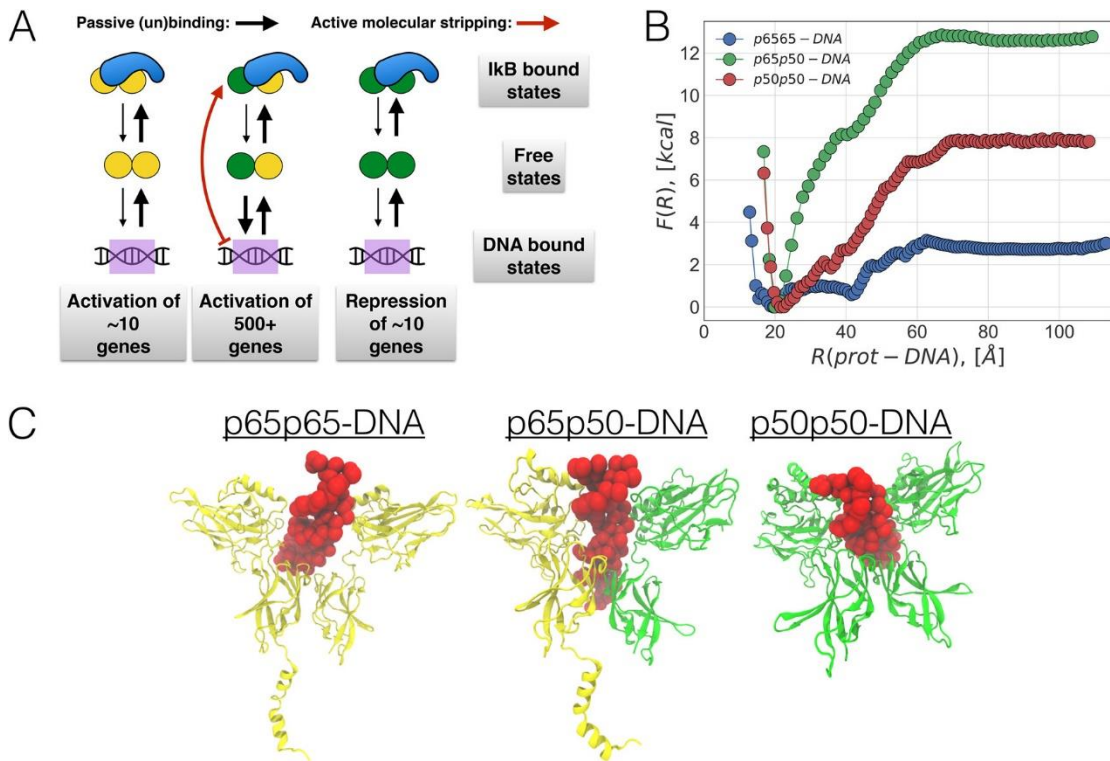 A
Passive (un)binding:
Active molecular stripping:
IkB bound
states
Free
states
DNA bound
states
Activation of
~10
genes
Activation of
500+
genes
Repression
of ~10
genes
B
p6565 − DNA
p65p50 − DNA
p50p50 − DNA
F(R), [kcal]
12
10
8
6
4
2
0
0
20
40
60
80
100
R(prot − DNA), [Å]
C
p65p65-DNA
p65p50-DNA
p50p50-DNA